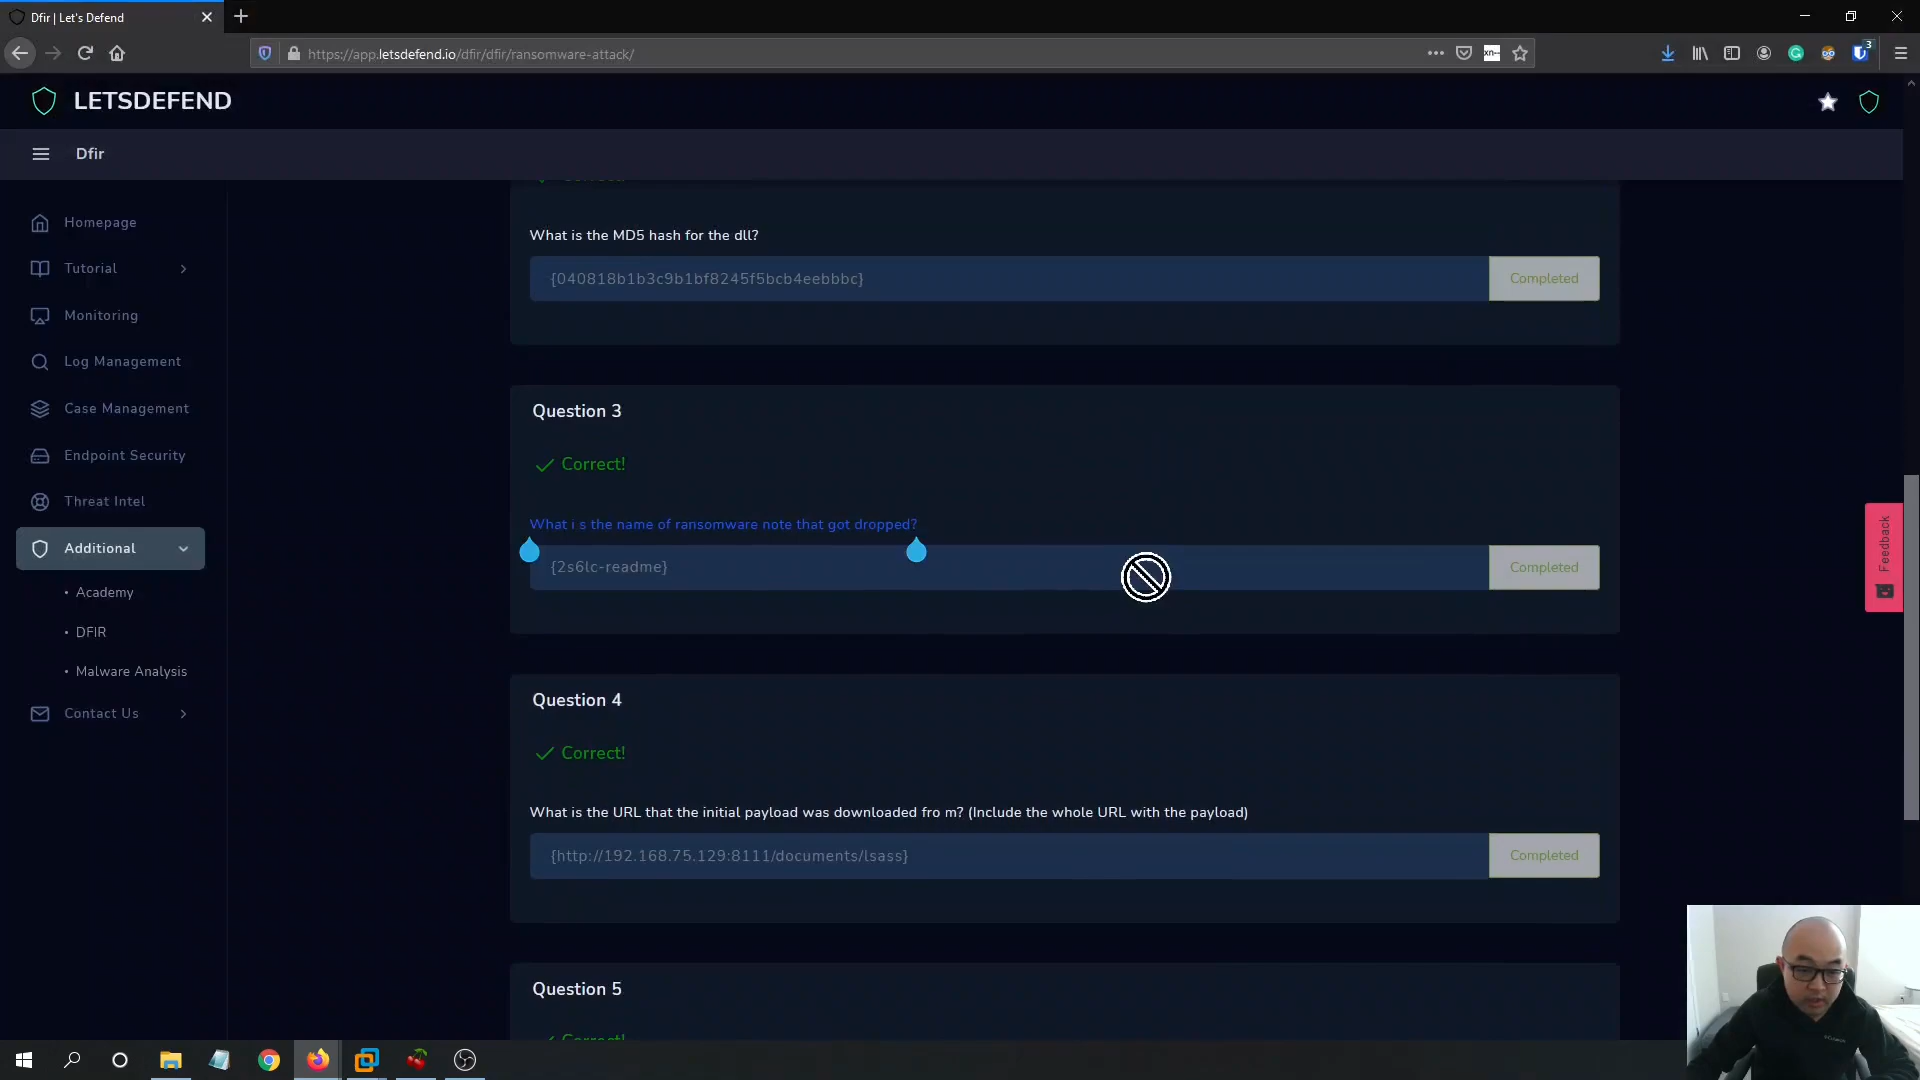 Dfir | Let's Defend
https://app.letsdefend.io/dfir/dfir/ransomware-attack/
xn--
3
LETSDEFEND
Dfir
Homepage
Tutorial
Monitoring
Log Management
Case Management
Endpoint Security
Threat Intel
Additional
Academy
DFIR
Malware Analysis
Contact Us
What is the MD5 hash for the dll?
{040818b1b3c9b1bf8245f5bcb4eebbbc}
Completed
Question 3
Correct!
What i s the name of ransomware note that got dropped?
{2s6lc-readme}
Completed
Question 4
Correct!
What is the URL that the initial payload was downloaded fro m? (Include the whole URL with the payload)
{http://192.168.75.129:8111/documents/lsass}
Completed
Question 5
Feedback